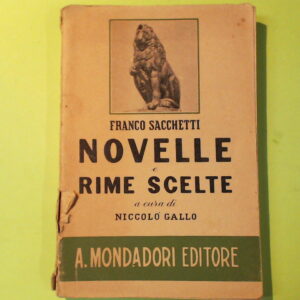 FRANCO SACCHETTI
NOVELLE
e
RIME SCELTE
a cura di
NICCOLÒ GALLO
A. MONDADORI EDITORE